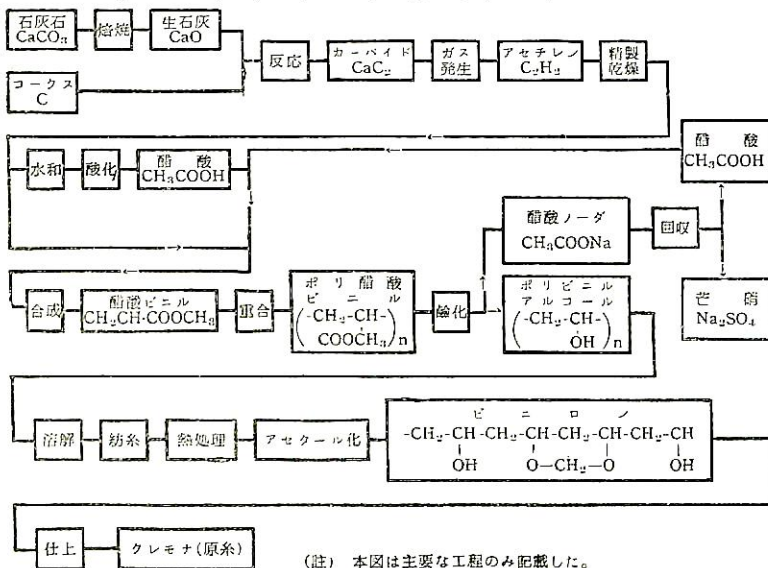 石灰石
CaCO₃
焙焼
生石灰
CaO
コークス
C
反応
カーバイド
CaC₂
ガス
発生
アセチレン
C₂H₂
精製
乾燥
水和
酸化
醋酸
CH₃COOH
醋酸
CH₃COOH
醋酸ソーダ
CH₃COONa
回収
芒硝
Na₂SO₄
合成
醋酸ビニル
CH₂CH·COOCH₃
重合
ポリ醋酸
ビニル
(-CH₂-CH-
COOCH₃)n
鹼化
ポリビニル
アルコール
(-CH₂-CH-
OH)n
溶解
紡糸
熱処理
アセタール化
ビニロン
-CH₂-CH-CH₂-CH-CH₂-CH-CH₂-CH
OH O-CH₂-O OH
仕上
クレモナ(原糸)
(註) 本図は主要な工程のみ記載した。